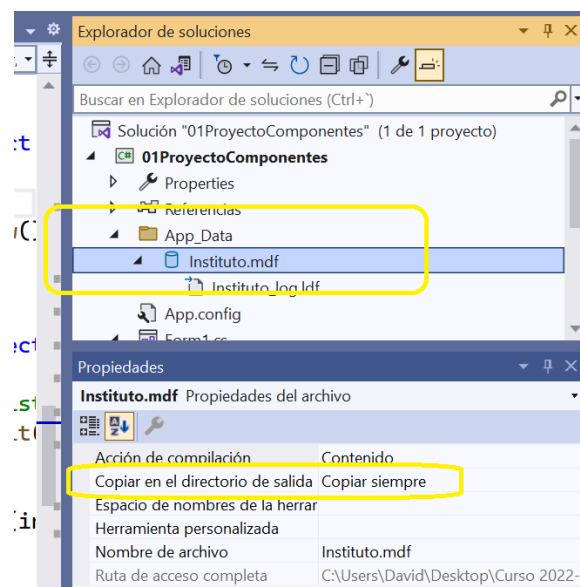 Explorador de soluciones
Buscar en Explorador de soluciones (Ctrl+`)
Solución "01ProyectoComponentes" (1 de 1 proyecto)
:t
C# 01ProyectoComponentes
Properties
Referencias
App_Data
Instituto.mdf
Instituto_log.ldf
App.config
Form1.cs
Propiedades
Instituto.mdf Propiedades del archivo
Acción de compilación Contenido
Copiar en el directorio de salida Copiar siempre
Espacio de nombres de la herrar
Herramienta personalizada
Nombre de archivo Instituto.mdf
Ruta de acceso completa C:\Users\David\Desktop\Curso 2022-